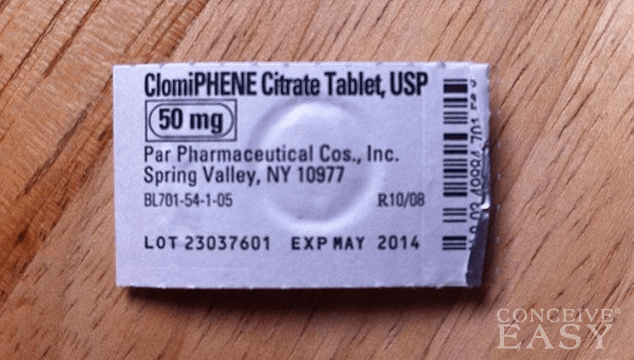 ClomiPHENE Citrate Tablet, USP
50 mg
Par Pharmaceutical Cos., Inc.
Spring Valley, NY 10977
BL701-54-1-05 R10/08
LOT 23037601 EXP MAY 2014
CONCEIVE®
EASY